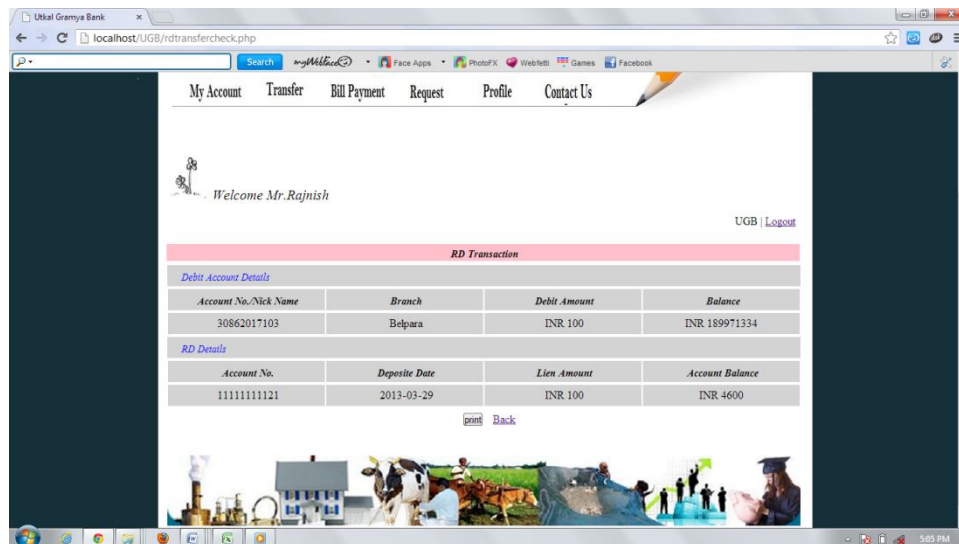 Utkal Gramya Bank
localhost/UGB/rdtransfercheck.php
Search myWebface Face Apps PhotoFX Webfetti Games Facebook
My Account Transfer Bill Payment Request Profile Contact Us
Welcome Mr.Rajnish
UGB | Logout
RD Transaction
Debit Account Details
Account No./Nick Name Branch Debit Amount Balance
30862017103 Belpara INR 100 INR 189971334
RD Details
Account No. Deposite Date Lien Amount Account Balance
11111111121 2013-03-29 INR 100 INR 4600
print Back
5:05 PM